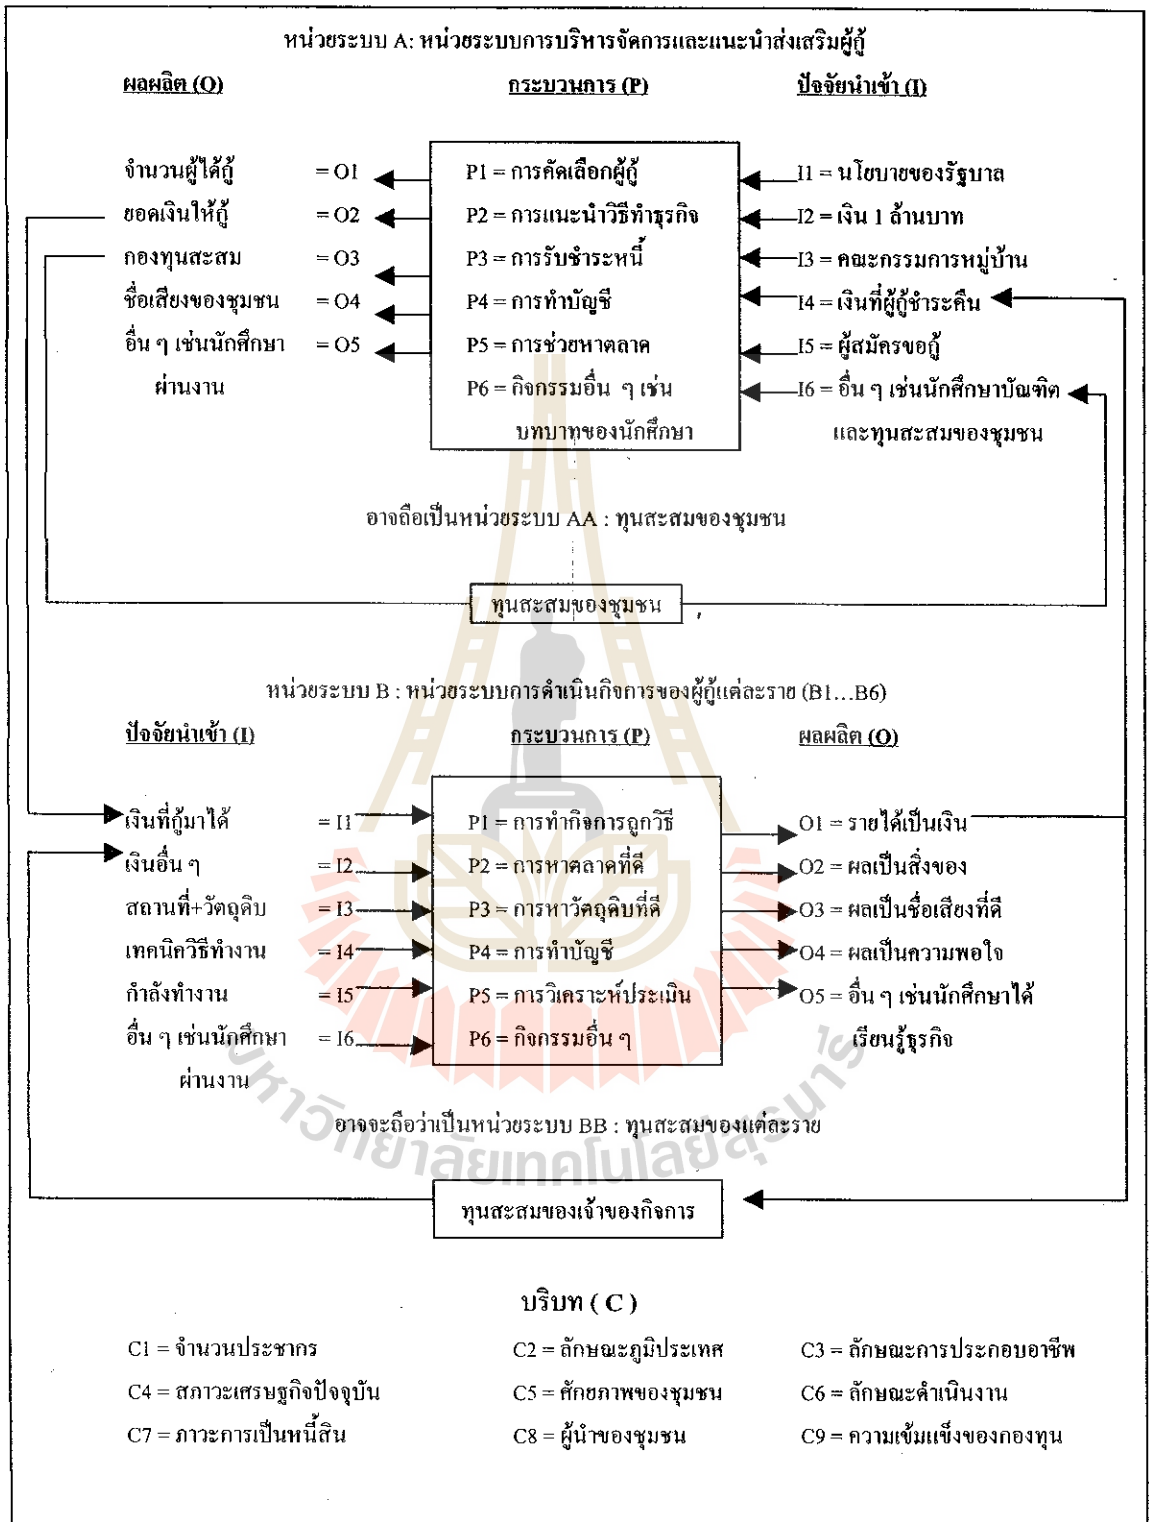 หน่วยระบบ A: หน่วยระบบการบริหารจัดการและแนะนำส่งเสริมผู้กู้
ผลผลิต (O) กระบวนการ (P) ปัจจัยนำเข้า (I)
จำนวนผู้ได้กู้ = O1 P1 = การคัดเลือกผู้กู้ I1 = นโยบายของรัฐบาล
ยอดเงินให้กู้ = O2 P2 = การแนะนำวิธีทำธุรกิจ I2 = เงิน 1 ล้านบาท
กองทุนสะสม = O3 P3 = การรับชำระหนี้ I3 = คณะกรรมการหมู่บ้าน
ชื่อเสียงของชุมชน = O4 P4 = การทำบัญชี I4 = เงินที่ผู้กู้ชำระคืน
อื่น ๆ เช่นนักศึกษา = O5 P5 = การช่วยหาตลาด I5 = ผู้สมัครขอกู้
ผ่านงาน P6 = กิจกรรมอื่น ๆ เช่น I6 = อื่น ๆ เช่นนักศึกษาบัณฑิต
บทบาทของนักศึกษา และทุนสะสมของชุมชน
อาจถือเป็นหน่วยระบบ AA : ทุนสะสมของชุมชน
ทุนสะสมของชุมชน
หน่วยระบบ B : หน่วยระบบการดำเนินกิจการของผู้กู้แต่ละราย (B1...B6)
ปัจจัยนำเข้า (I) กระบวนการ (P) ผลผลิต (O)
เงินที่กู้มาได้ = I1 P1 = การทำกิจการถูกวิธี O1 = รายได้เป็นเงิน
เงินอื่น ๆ = I2 P2 = การหาตลาดที่ดี O2 = ผลเป็นสิ่งของ
สถานที่+วัตถุดิบ = I3 P3 = การหาวัตถุดิบที่ดี O3 = ผลเป็นชื่อเสียงที่ดี
เทคนิควิธีทำงาน = I4 P4 = การทำบัญชี O4 = ผลเป็นความพอใจ
กำลังทำงาน = I5 P5 = การวิเคราะห์ประเมิน O5 = อื่น ๆ เช่นนักศึกษาได้
อื่น ๆ เช่นนักศึกษา = I6 P6 = กิจกรรมอื่น ๆ เรียนรู้ธุรกิจ
ผ่านงาน
อาจจะถือว่าเป็นหน่วยระบบ BB : ทุนสะสมของแต่ละราย
มหาวิทยาลัยเทคโนโลยีสุรนารี
ทุนสะสมของเจ้าของกิจการ
บริบท ( C )
C1 = จำนวนประชากร C2 = ลักษณะภูมิประเทศ C3 = ลักษณะการประกอบอาชีพ
C4 = สภาวะเศรษฐกิจปัจจุบัน C5 = ศักยภาพของชุมชน C6 = ลักษณะดำเนินงาน
C7 = ภาวะการเป็นหนี้สิน C8 = ผู้นำของชุมชน C9 = ความเข้มแข็งของกองทุน